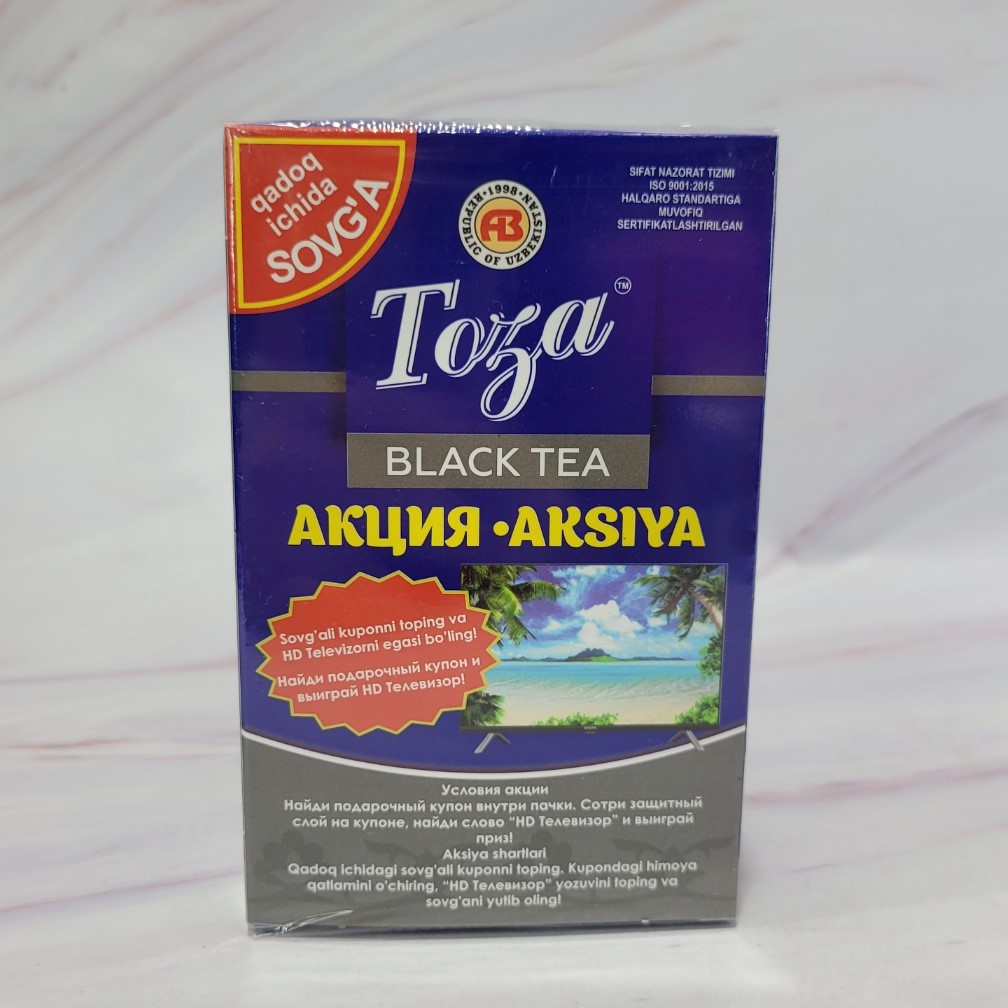 qadoq
ichida
SOVG'A
•1998•
REPUBLIC OF UZBEKISTAN
AB
SIFAT NAZORAT TIZIMI
ISO 9001:2015
HALQARO STANDARTIGA
MUVOFIQ
SERTIFIKATLASHTIRILGAN
Toza™
BLACK TEA
АКЦИЯ •AKSIYA
Sovg'ali kuponni toping va
HD Televizorni egasi bo'ling!
Найди подарочный купон и
выиграй HD Телевизор!
Условия акции
Найди подарочный купон внутри пачки. Сотри защитный
слой на купоне, найди слово “HD Телевизор” и выиграй
приз!
Aksiya shartlari
Qadoq ichidagi sovg'ali kuponni toping. Kupondagi himoya
qatlamini o'chiring, “HD Телевизор” yozuvini toping va
sovg'ani yutib oling!